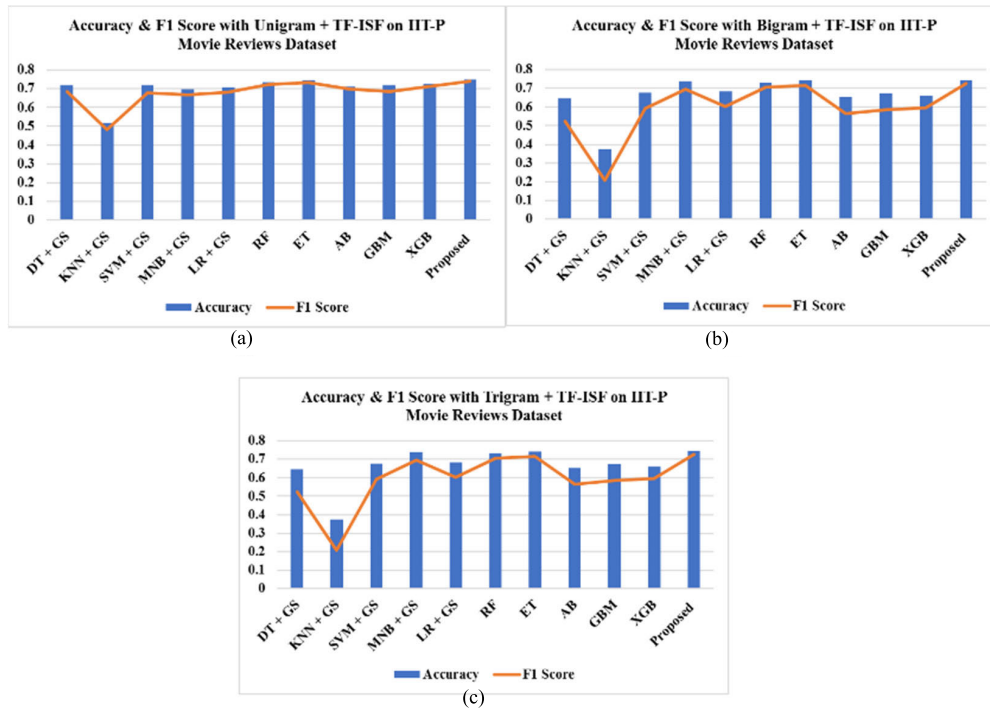 Accuracy & F1 Score with Unigram + TF-ISF on IIT-P
Movie Reviews Dataset
0.8
0.7
0.6
0.5
0.4
0.3
0.2
0.1
0
DT + GS
KNN + GS
SVM + GS
MNB + GS
LR + GS
RF
ET
AB
GBM
XGB
Proposed
Accuracy
F1 Score
(a)
Accuracy & F1 Score with Bigram + TF-ISF on IIT-P
Movie Reviews Dataset
0.8
0.7
0.6
0.5
0.4
0.3
0.2
0.1
0
DT + GS
KNN + GS
SVM + GS
MNB + GS
LR + GS
RF
ET
AB
GBM
XGB
Proposed
Accuracy
F1 Score
(b)
Accuracy & F1 Score with Trigram + TF-ISF on IIT-P
Movie Reviews Dataset
0.8
0.7
0.6
0.5
0.4
0.3
0.2
0.1
0
DT + GS
KNN + GS
SVM + GS
MNB + GS
LR + GS
RF
ET
AB
GBM
XGB
Proposed
Accuracy
F1 Score
(c)